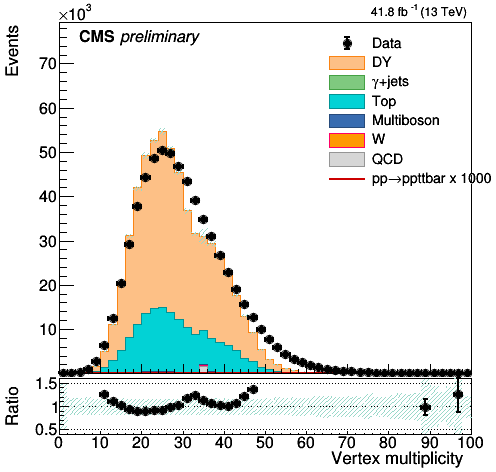 ×10³
41.8 fb⁻¹ (13 TeV)
CMS preliminary
Events
70
60
50
40
30
20
10
Data
DY
γ+jets
Top
Multiboson
W
QCD
pp→ppttbar x 1000
Ratio
1.5
1
0.5
0 10 20 30 40 50 60 70 80 90 100
Vertex multiplicity